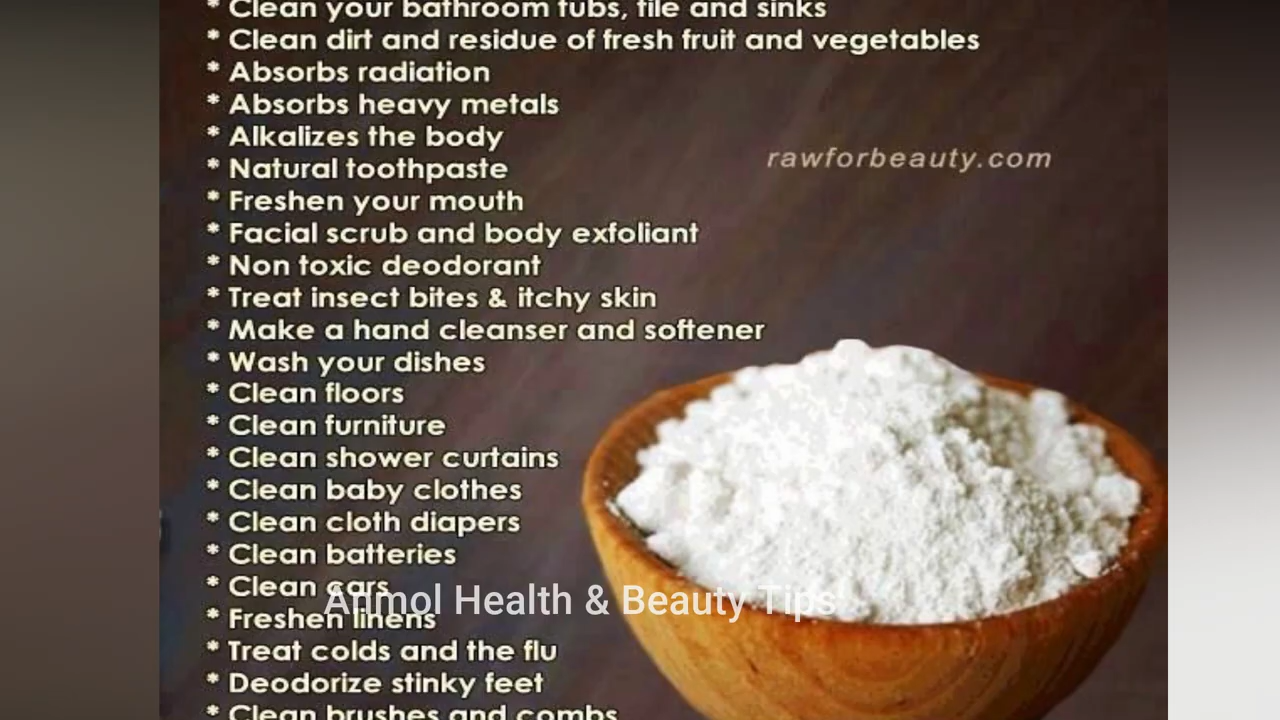 * Clean your bathroom tubs, tile and sinks
* Clean dirt and residue of fresh fruit and vegetables
* Absorbs radiation
* Absorbs heavy metals
* Alkalizes the body
rawforbeauty.com
* Natural toothpaste
* Freshen your mouth
* Facial scrub and body exfoliant
* Non toxic deodorant
* Treat insect bites & itchy skin
* Make a hand cleanser and softener
* Wash your dishes
* Clean floors
* Clean furniture
* Clean shower curtains
* Clean baby clothes
* Clean cloth diapers
* Clean batteries
* Clean cars
Anmol Health & Beauty Tips
* Freshen linens
* Treat colds and the flu
* Deodorize stinky feet
* Clean brushes and combs